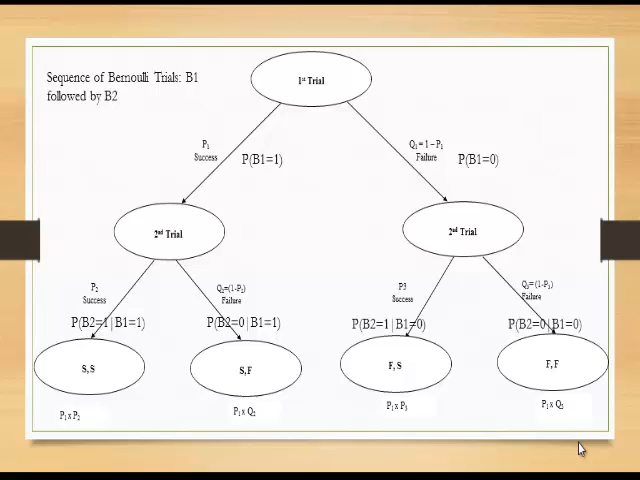 Sequence of Bernoulli Trials: B1
followed by B2
1st Trial
P1
Success
P(B1=1)
Q1 = 1 – P1
Failure
P(B1=0)
2nd Trial
2nd Trial
P2
Success
Q2=(1-P2)
Failure
P3
Success
Q3= (1-P3)
Failure
P(B2=1|B1=1)
P(B2=0|B1=1)
P(B2=1|B1=0)
P(B2=0|B1=0)
S, S
S, F
F, S
F, F
P1 x P2
P1 x Q2
P1 x P3
P1 x Q3